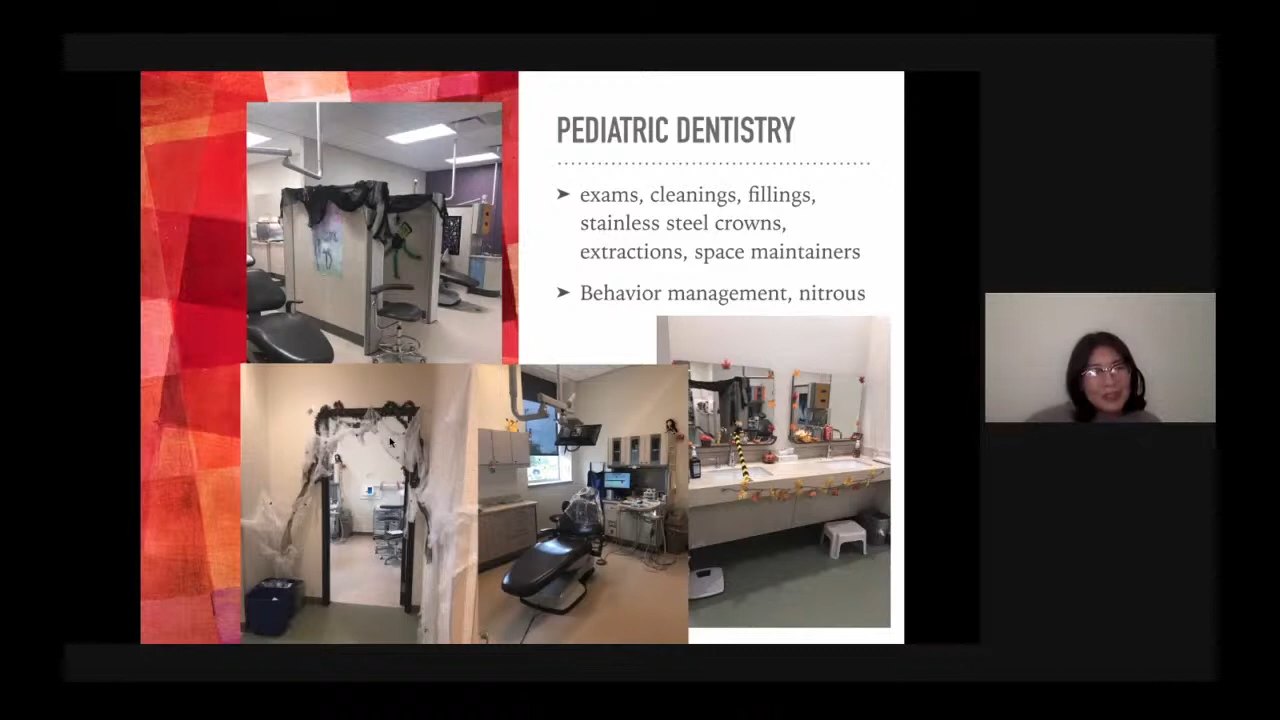 PEDIATRIC DENTISTRY
➤ exams, cleanings, fillings,
stainless steel crowns,
extractions, space maintainers
➤ Behavior management, nitrous